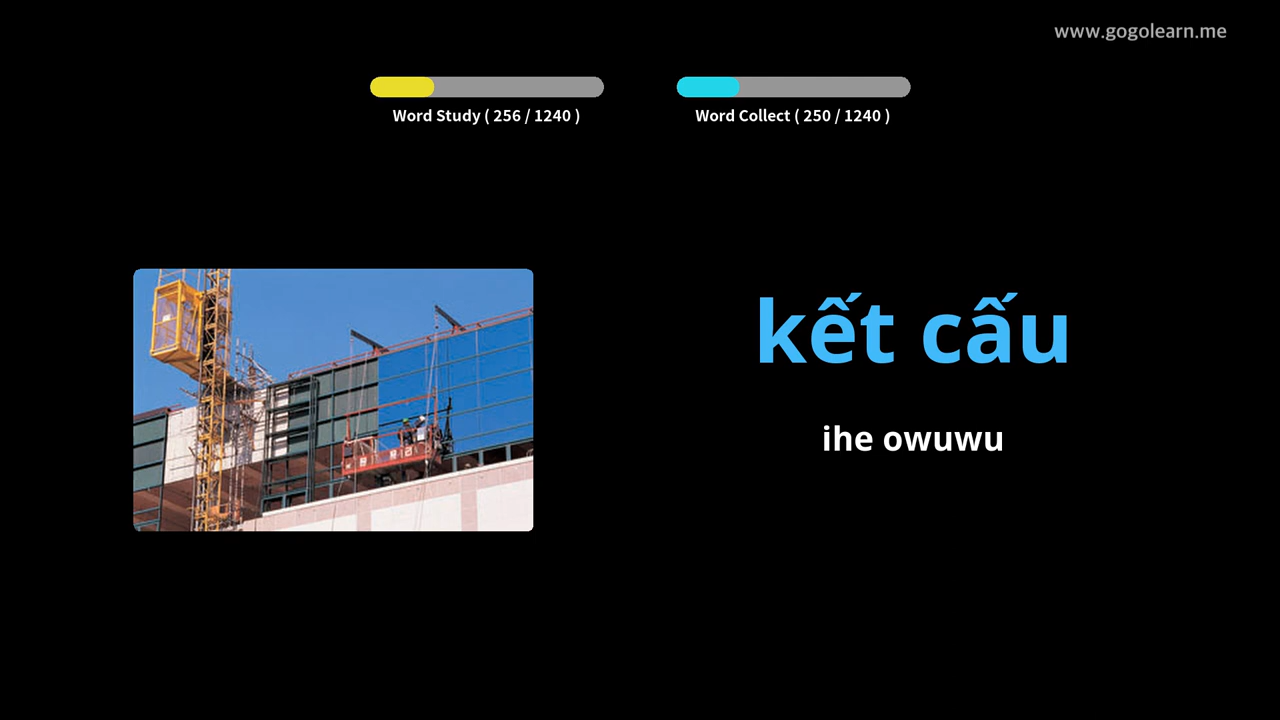 www.gogolearn.me
Word Study ( 256 / 1240 )
Word Collect ( 250 / 1240 )
kết cấu
ihe owuwu